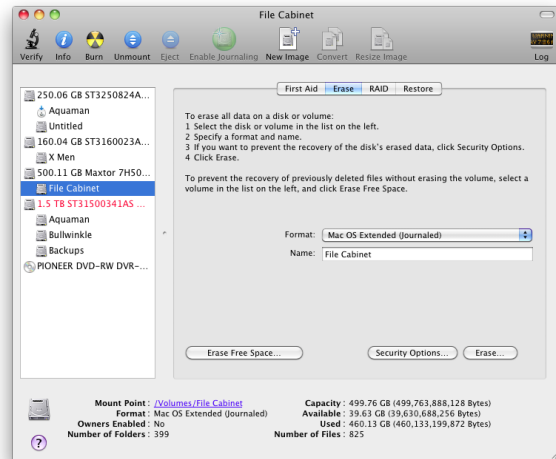 File Cabinet
Verify Info Burn Unmount Eject Enable Journaling New Image Convert Resize Image Log
250.06 GB ST3250824A...
Aquaman
Untitled
160.04 GB ST3160023A...
X Men
500.11 GB Maxtor 7H50...
File Cabinet
1.5 TB ST31500341AS ...
Aquaman
Bullwinkle
Backups
PIONEER DVD-RW DVR-...
First Aid Erase RAID Restore
To erase all data on a disk or volume:
1 Select the disk or volume in the list on the left.
2 Specify a format and name.
3 If you want to prevent the recovery of the disk's erased data, click Security Options.
4 Click Erase.
To prevent the recovery of previously deleted files without erasing the volume, select a
volume in the list on the left, and click Erase Free Space.
Format: Mac OS Extended (Journaled)
Name: File Cabinet
Erase Free Space... Security Options... Erase...
Mount Point : /Volumes/File Cabinet
Format : Mac OS Extended (Journaled)
Owners Enabled : No
Number of Folders : 399
Capacity : 499.76 GB (499,763,888,128 Bytes)
Available : 39.63 GB (39,630,688,256 Bytes)
Used : 460.13 GB (460,133,199,872 Bytes)
Number of Files : 825
?